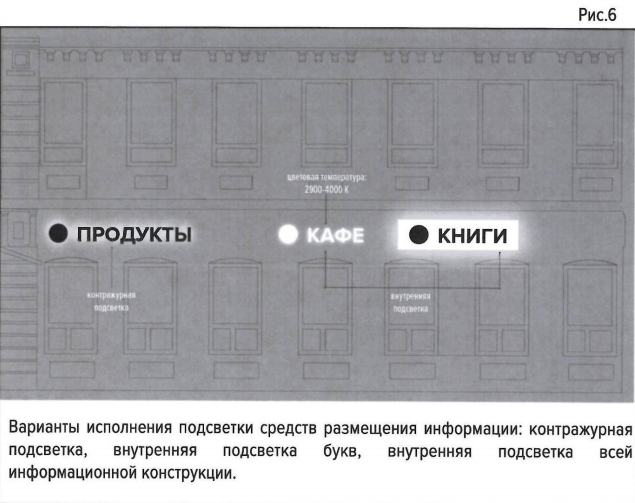 Рис.6
цветовая температура:
2900-4000 К
ПРОДУКТЫ
КАФЕ
КНИГИ
контражурная
подсветка
внутренняя
подсветка
Варианты исполнения подсветки средств размещения информации: контражурная
подсветка, внутренняя подсветка букв, внутренняя подсветка всей
информационной конструкции.